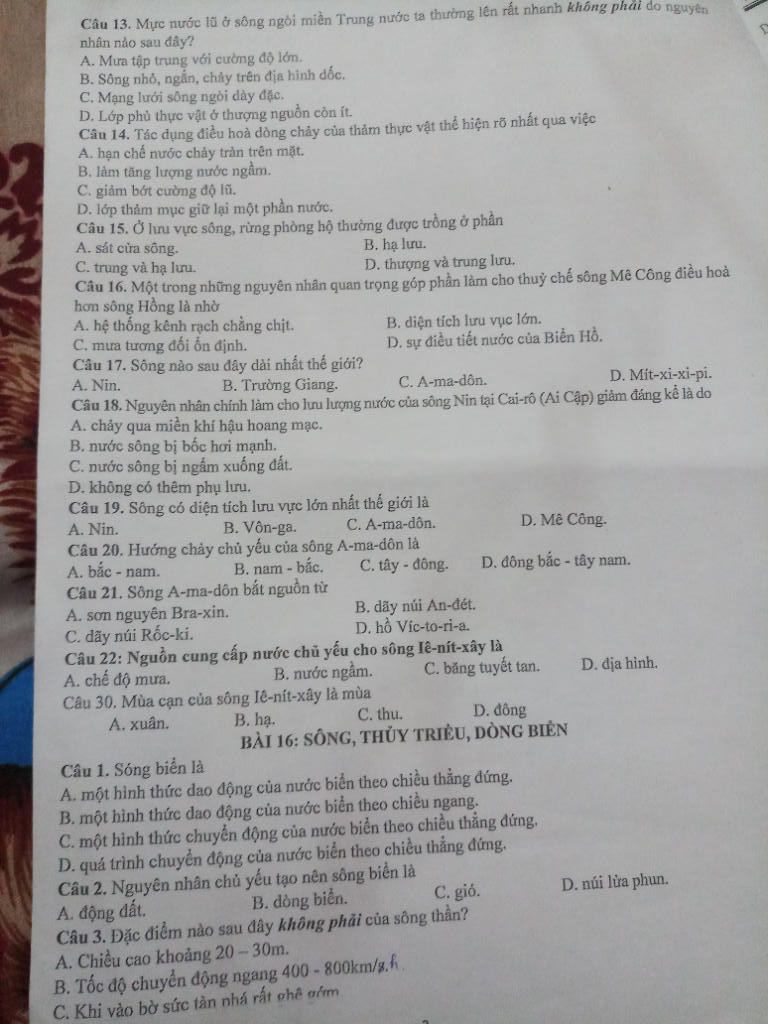 Câu 13. Mực nước lũ ở sông ngòi miền Trung nước ta thường lên rất nhanh không phải do nguyên
nhân nào sau đây?
A. Mưa tập trung với cường độ lớn.
B. Sông nhỏ, ngắn, chảy trên địa hình dốc.
C. Mạng lưới sông ngòi dày đặc.
D. Lớp phủ thực vật ở thượng nguồn còn ít.
Câu 14. Tác dụng điều hoà dòng chảy của thảm thực vật thể hiện rõ nhất qua việc
A. hạn chế nước chảy tràn trên mặt.
B. làm tăng lượng nước ngầm.
C. giảm bớt cường độ lũ.
D. lớp thảm mục giữ lại một phần nước.
Câu 15. Ở lưu vực sông, rừng phòng hộ thường được trồng ở phần
A. sát cửa sông. B. hạ lưu.
C. trung và hạ lưu. D. thượng và trung lưu.
Câu 16. Một trong những nguyên nhân quan trọng góp phần làm cho thuỷ chế sông Mê Công điều hoà
hơn sông Hồng là nhờ
A. hệ thống kênh rạch chằng chịt. B. diện tích lưu vực lớn.
C. mưa tương đối ổn định. D. sự điều tiết nước của Biển Hồ.
Câu 17. Sông nào sau đây dài nhất thế giới?
A. Nin. B. Trường Giang. C. A-ma-dôn. D. Mít-xi-xi-pi.
Câu 18. Nguyên nhân chính làm cho lưu lượng nước của sông Nin tại Cai-rô (Ai Cập) giảm đáng kể là do
A. chảy qua miền khí hậu hoang mạc.
B. nước sông bị bốc hơi mạnh.
C. nước sông bị ngấm xuống đất.
D. không có thêm phụ lưu.
Câu 19. Sông có diện tích lưu vực lớn nhất thế giới là
A. Nin. B. Vôn-ga. C. A-ma-dôn. D. Mê Công.
Câu 20. Hướng chảy chủ yếu của sông A-ma-dôn là
A. bắc - nam. B. nam - bắc. C. tây - đông. D. đông bắc - tây nam.
Câu 21. Sông A-ma-dôn bắt nguồn từ
A. sơn nguyên Bra-xin. B. dãy núi An-đét.
C. dãy núi Rốc-ki. D. hồ Víc-to-ri-a.
Câu 22: Nguồn cung cấp nước chủ yếu cho sông Iê-nít-xây là
A. chế độ mưa. B. nước ngầm. C. băng tuyết tan. D. địa hình.
Câu 30. Mùa cạn của sông Iê-nít-xây là mùa
A. xuân. B. hạ. C. thu. D. đông
BÀI 16: SÓNG, THỦY TRIỀU, DÒNG BIỂN
Câu 1. Sóng biển là
A. một hình thức dao động của nước biển theo chiều thẳng đứng.
B. một hình thức dao động của nước biển theo chiều ngang.
C. một hình thức chuyển động của nước biển theo chiều thẳng đứng.
D. quá trình chuyển động của nước biển theo chiều thẳng đứng.
Câu 2. Nguyên nhân chủ yếu tạo nên sông biển là
A. động đất. B. dòng biển. C. gió. D. núi lửa phun.
Câu 3. Đặc điểm nào sau đây không phải của sông thần?
A. Chiều cao khoảng 20 – 30m.
B. Tốc độ chuyển động ngang 400 - 800km/h.
C. Khi vào bờ sức tàn phá rất ghê gớm